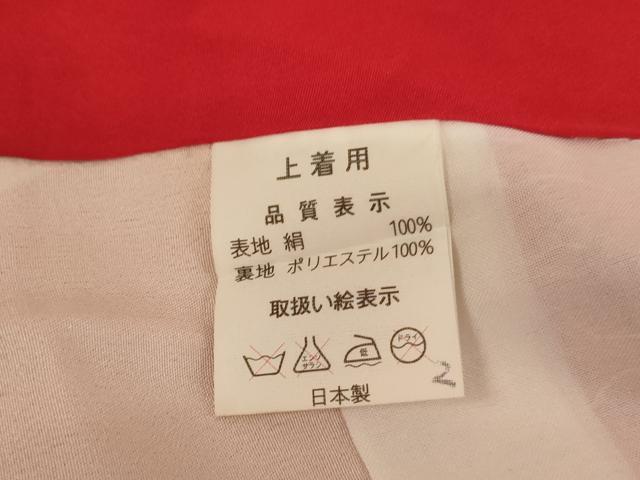 上着用
品質表示
表地 絹 100%
裏地 ポリエステル100%
取扱い絵表示
エンソ サラシ 低 ドライ
日本製
2